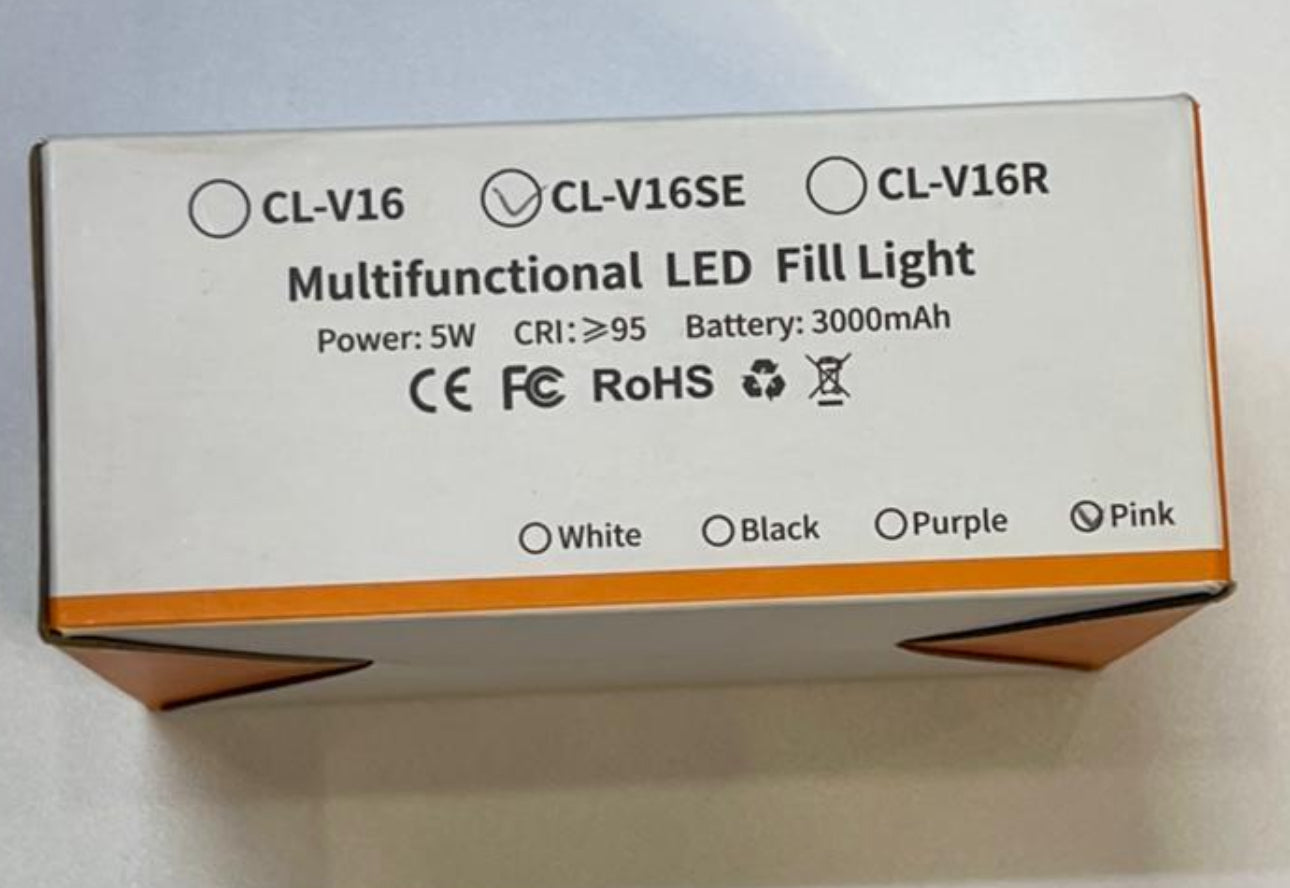 CL-V16 CL-V16SE CL-V16R
Multifunctional LED Fill Light
Power: 5W CRI:⩾95 Battery: 3000mAh
CE FC RoHS
White Black Purple Pink